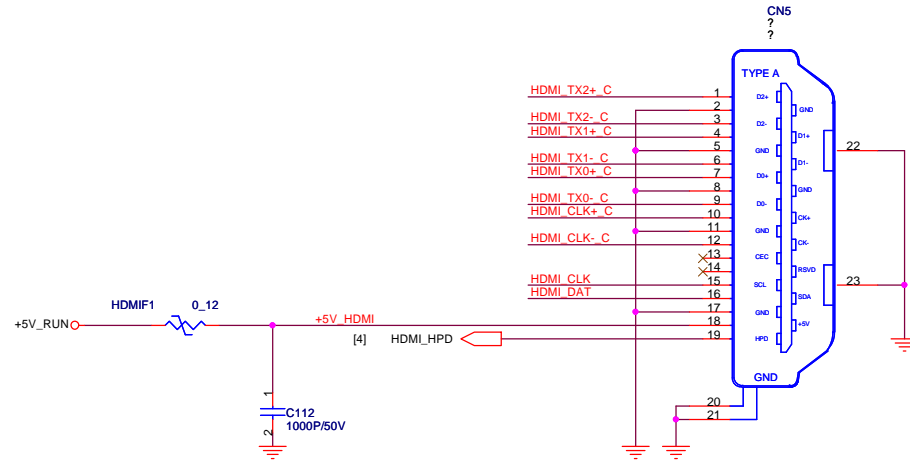 CN5
?
?
TYPE A
HDMI_TX2+_C 1 D2+
2 GND
HDMI_TX2-_C 3 D2-
HDMI_TX1+_C 4 D1+
5 GND 22
HDMI_TX1-_C 6 D1-
HDMI_TX0+_C 7 D0+
8 GND
HDMI_TX0-_C 9 D0-
HDMI_CLK+_C 10 CK+
11 GND
HDMI_CLK-_C 12 CK-
13 CEC
14 RSVD
HDMI_CLK 15 SCL 23
HDMI_DAT 16 SDA
17 GND
HDMIF1 0_12
+5V_RUN +5V_HDMI 18 +5V
[4] HDMI_HPD 19 HPD
GND
20
21
1
C112
1000P/50V
2